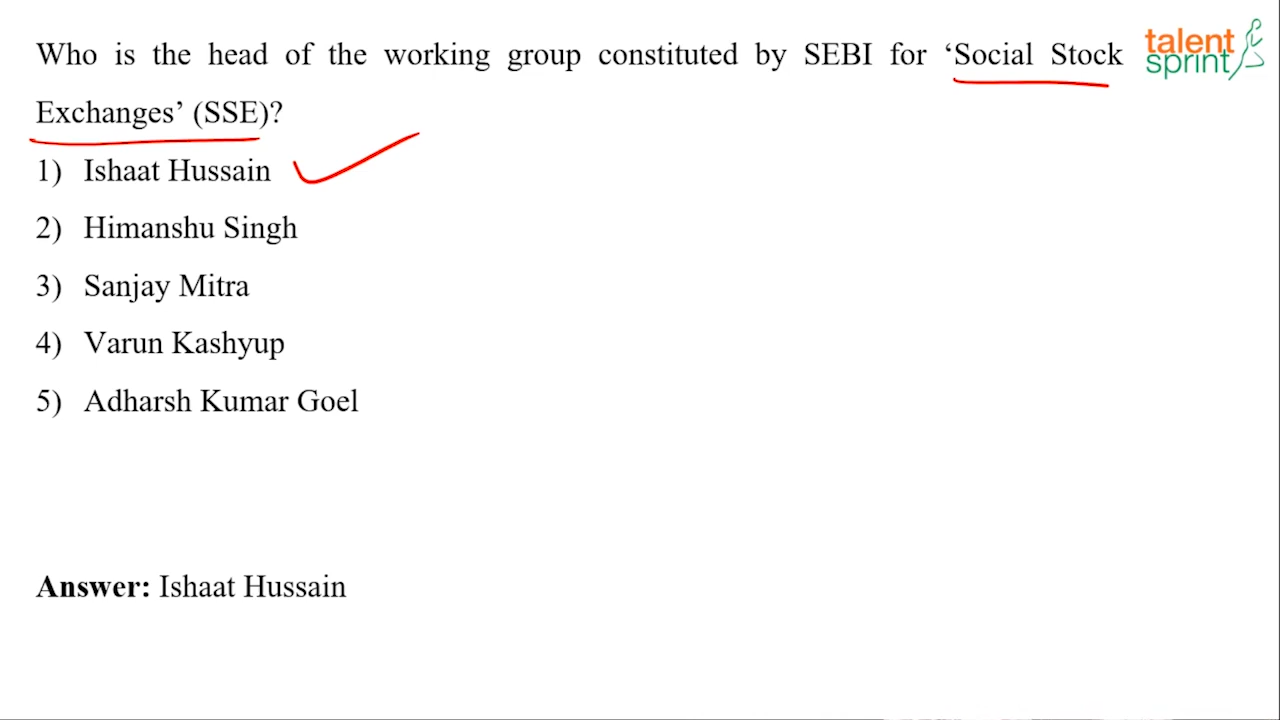 Who is the head of the working group constituted by SEBI for ‘Social Stock
Exchanges’ (SSE)?
1) Ishaat Hussain
2) Himanshu Singh
3) Sanjay Mitra
4) Varun Kashyup
5) Adharsh Kumar Goel
Answer: Ishaat Hussain
talent
sprint